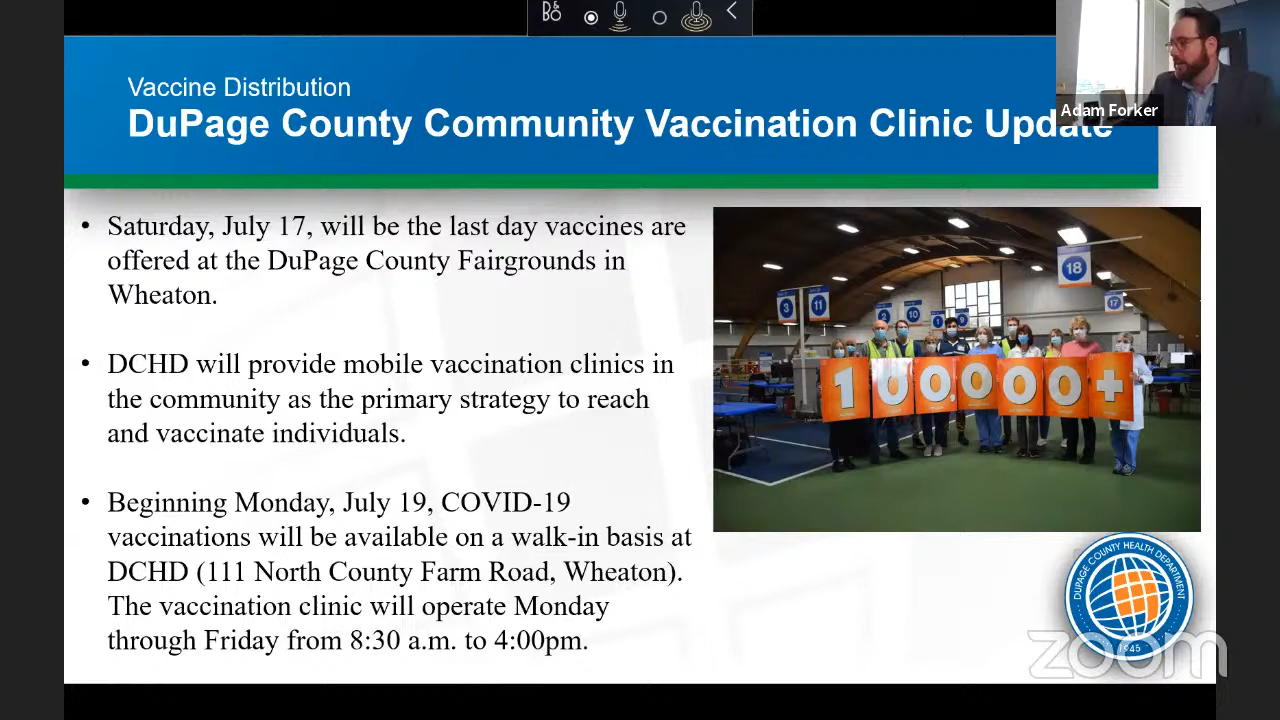 Adam Forker
Vaccine Distribution
DuPage County Community Vaccination Clinic Update
• Saturday, July 17, will be the last day vaccines are
offered at the DuPage County Fairgrounds in
Wheaton.
• DCHD will provide mobile vaccination clinics in
the community as the primary strategy to reach
and vaccinate individuals.
• Beginning Monday, July 19, COVID-19
vaccinations will be available on a walk-in basis at
DCHD (111 North County Farm Road, Wheaton).
The vaccination clinic will operate Monday
through Friday from 8:30 a.m. to 4:00pm.
18
3
11
2
10
1
9
17
100,000+
DUPAGE COUNTY HEALTH DEPARTMENT
1945
zoom